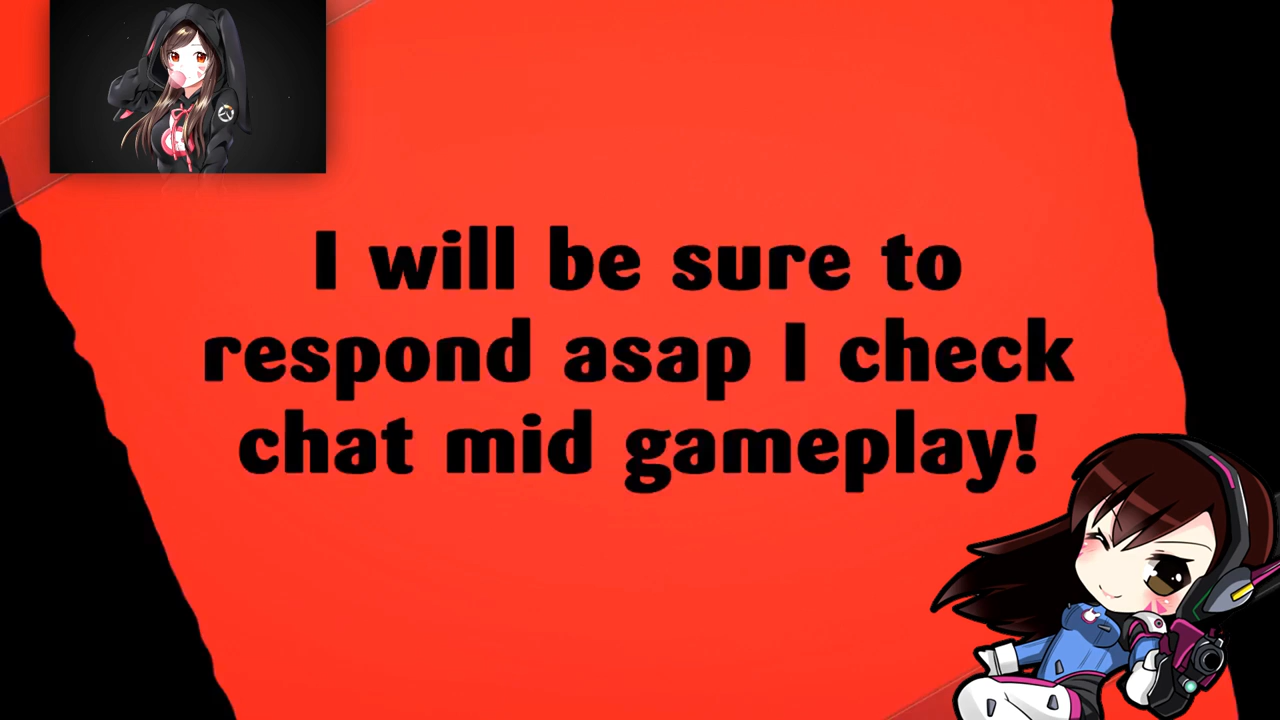 I will be sure to
respond asap I check
chat mid gameplay!